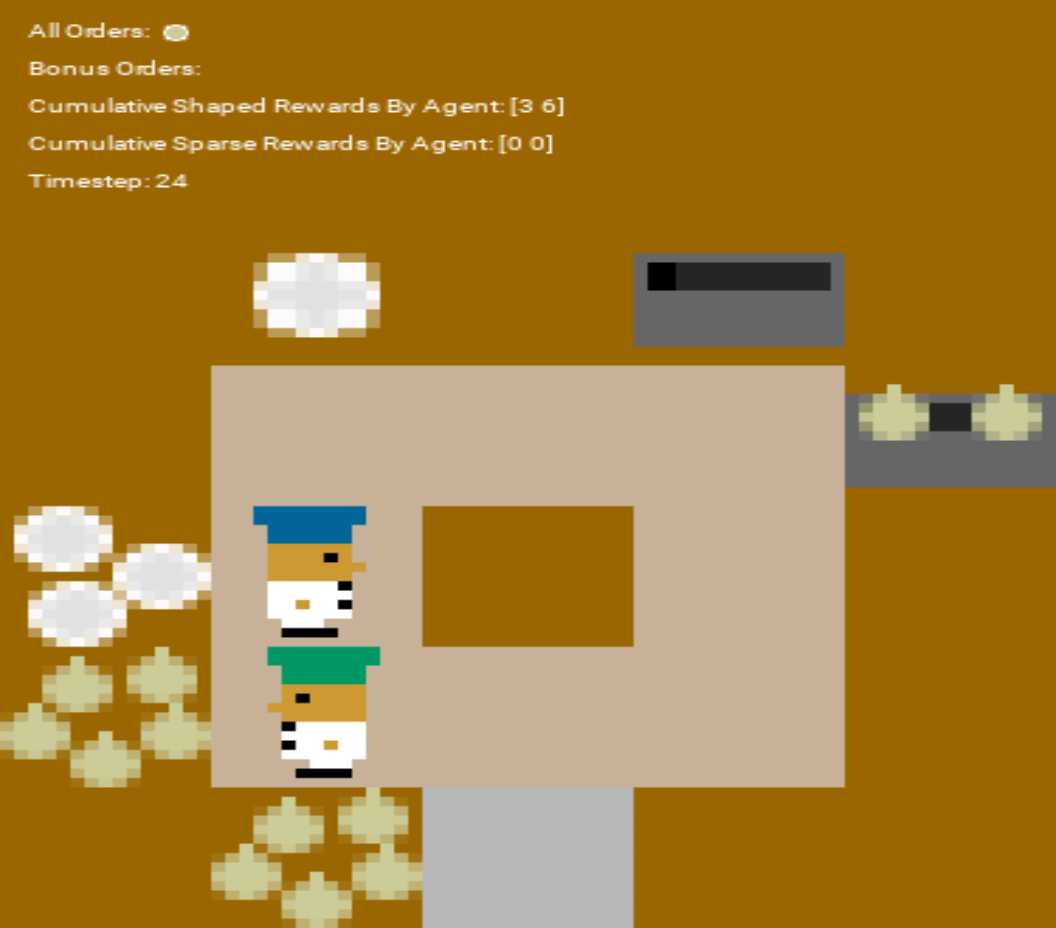 All Orders:
Bonus Orders:
Cumulative Shaped Rewards By Agent: [3 6]
Cumulative Sparse Rewards By Agent: [0 0]
Timestep: 24